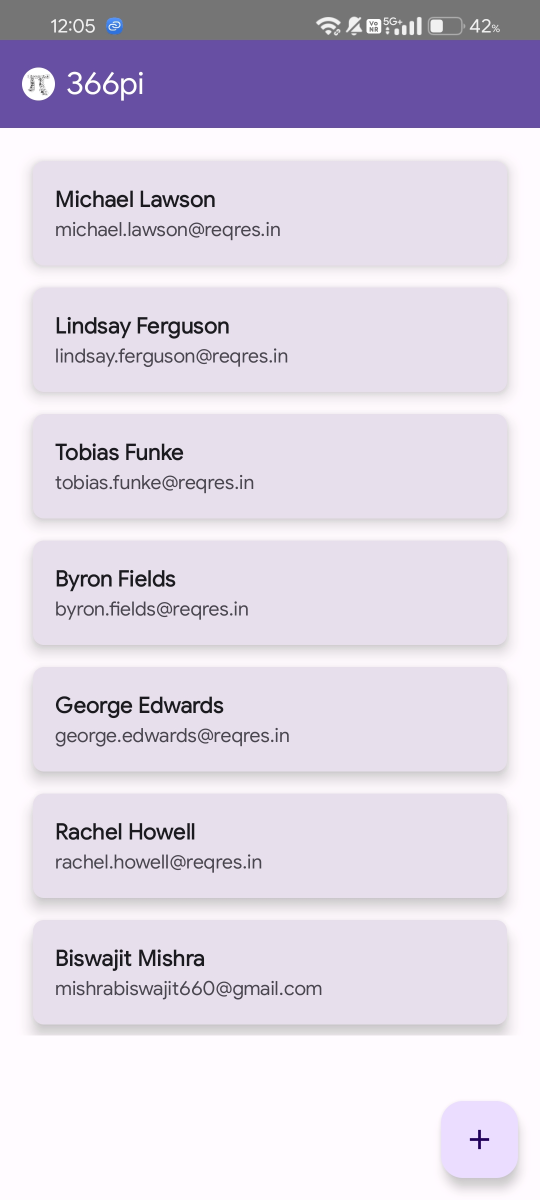 12:05
Vo NR 5G+ 42%
366pi
Michael Lawson
michael.lawson@reqres.in
Lindsay Ferguson
lindsay.ferguson@reqres.in
Tobias Funke
tobias.funke@reqres.in
Byron Fields
byron.fields@reqres.in
George Edwards
george.edwards@reqres.in
Rachel Howell
rachel.howell@reqres.in
Biswajit Mishra
mishrabiswajit660@gmail.com
+